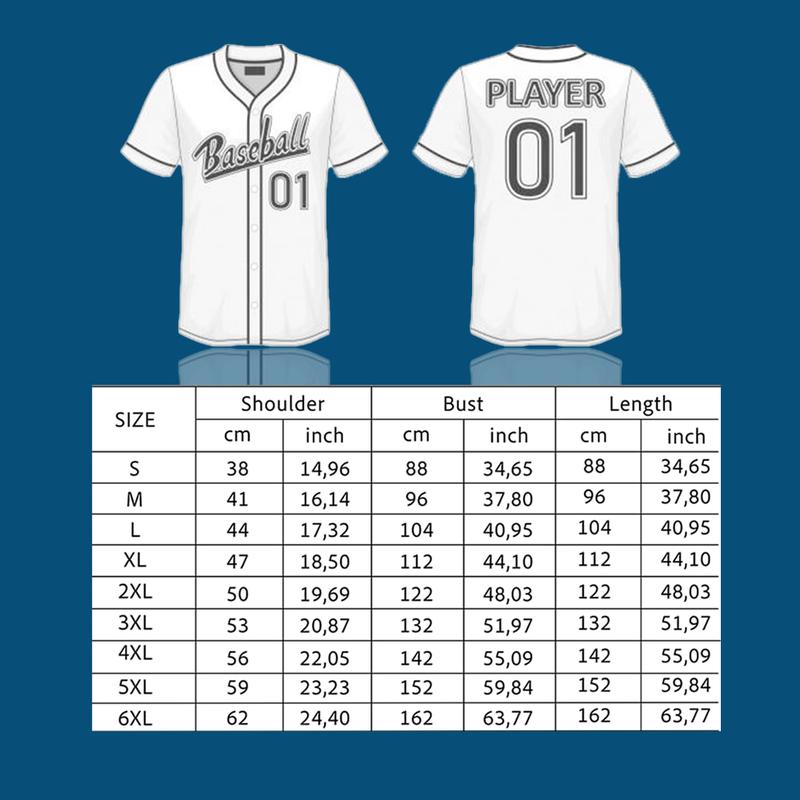 Baseball
01
PLAYER
01
SIZE Shoulder Bust Length
cm inch cm inch cm inch
S 38 14,96 88 34,65 88 34,65
M 41 16,14 96 37,80 96 37,80
L 44 17,32 104 40,95 104 40,95
XL 47 18,50 112 44,10 112 44,10
2XL 50 19,69 122 48,03 122 48,03
3XL 53 20,87 132 51,97 132 51,97
4XL 56 22,05 142 55,09 142 55,09
5XL 59 23,23 152 59,84 152 59,84
6XL 62 24,40 162 63,77 162 63,77